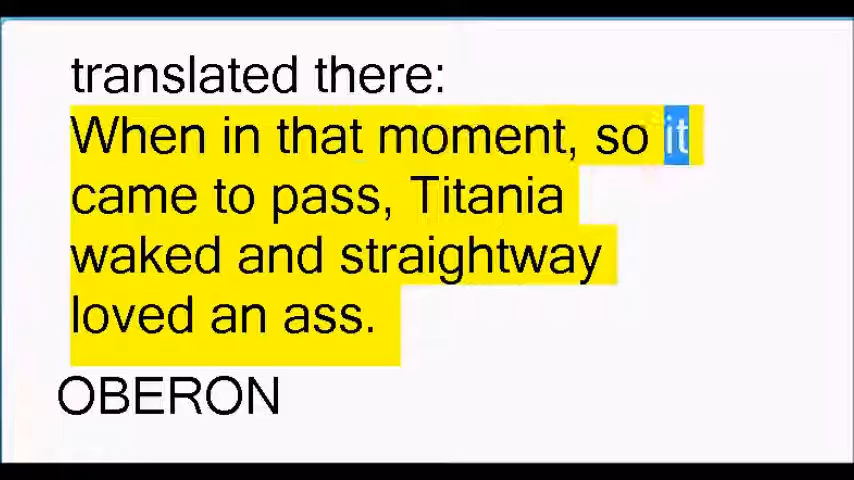 translated there:
When in that moment, so it
came to pass, Titania
waked and straightway
loved an ass.
OBERON